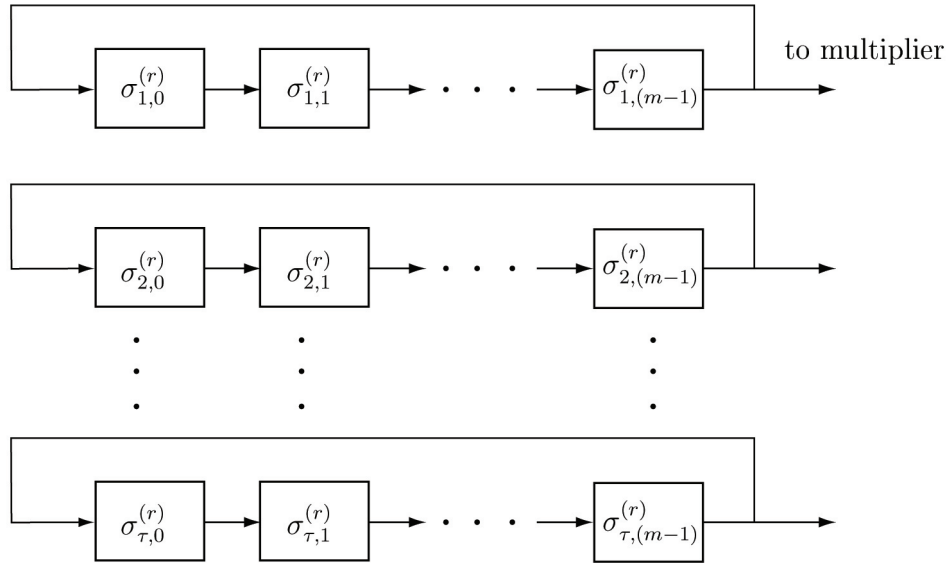 to multiplier
σ_{1,0}^{(r)} σ_{1,1}^{(r)} · · · σ_{1,(m−1)}^{(r)}
σ_{2,0}^{(r)} σ_{2,1}^{(r)} · · · σ_{2,(m−1)}^{(r)}
σ_{τ,0}^{(r)} σ_{τ,1}^{(r)} · · · σ_{τ,(m−1)}^{(r)}